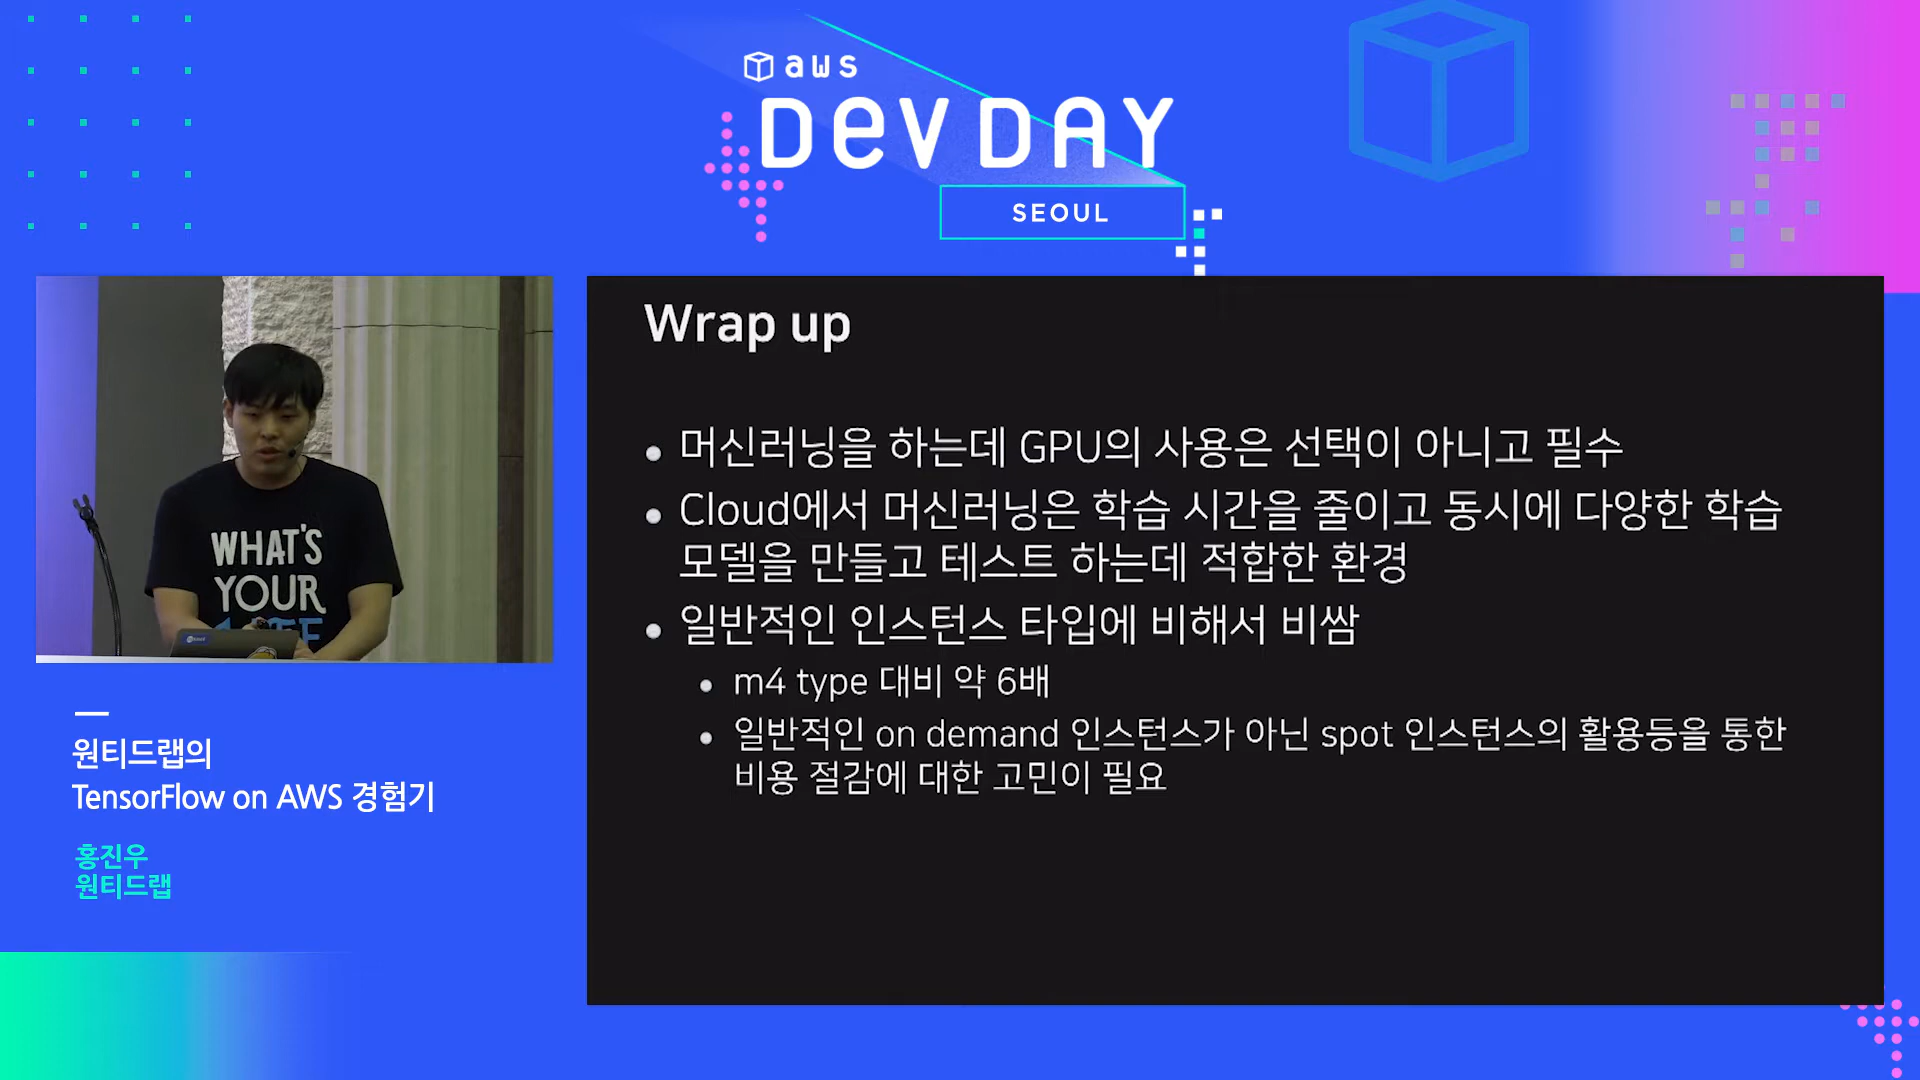 aws
DEV DAY
SEOUL
Wrap up
• 머신러닝을 하는데 GPU의 사용은 선택이 아니고 필수
• Cloud에서 머신러닝은 학습 시간을 줄이고 동시에 다양한 학습
모델을 만들고 테스트 하는데 적합한 환경
• 일반적인 인스턴스 타입에 비해서 비쌈
• m4 type 대비 약 6배
• 일반적인 on demand 인스턴스가 아닌 spot 인스턴스의 활용등을 통한
비용 절감에 대한 고민이 필요
WHAT'S
YOUR
원티드랩의
TensorFlow on AWS 경험기
홍진우
원티드랩